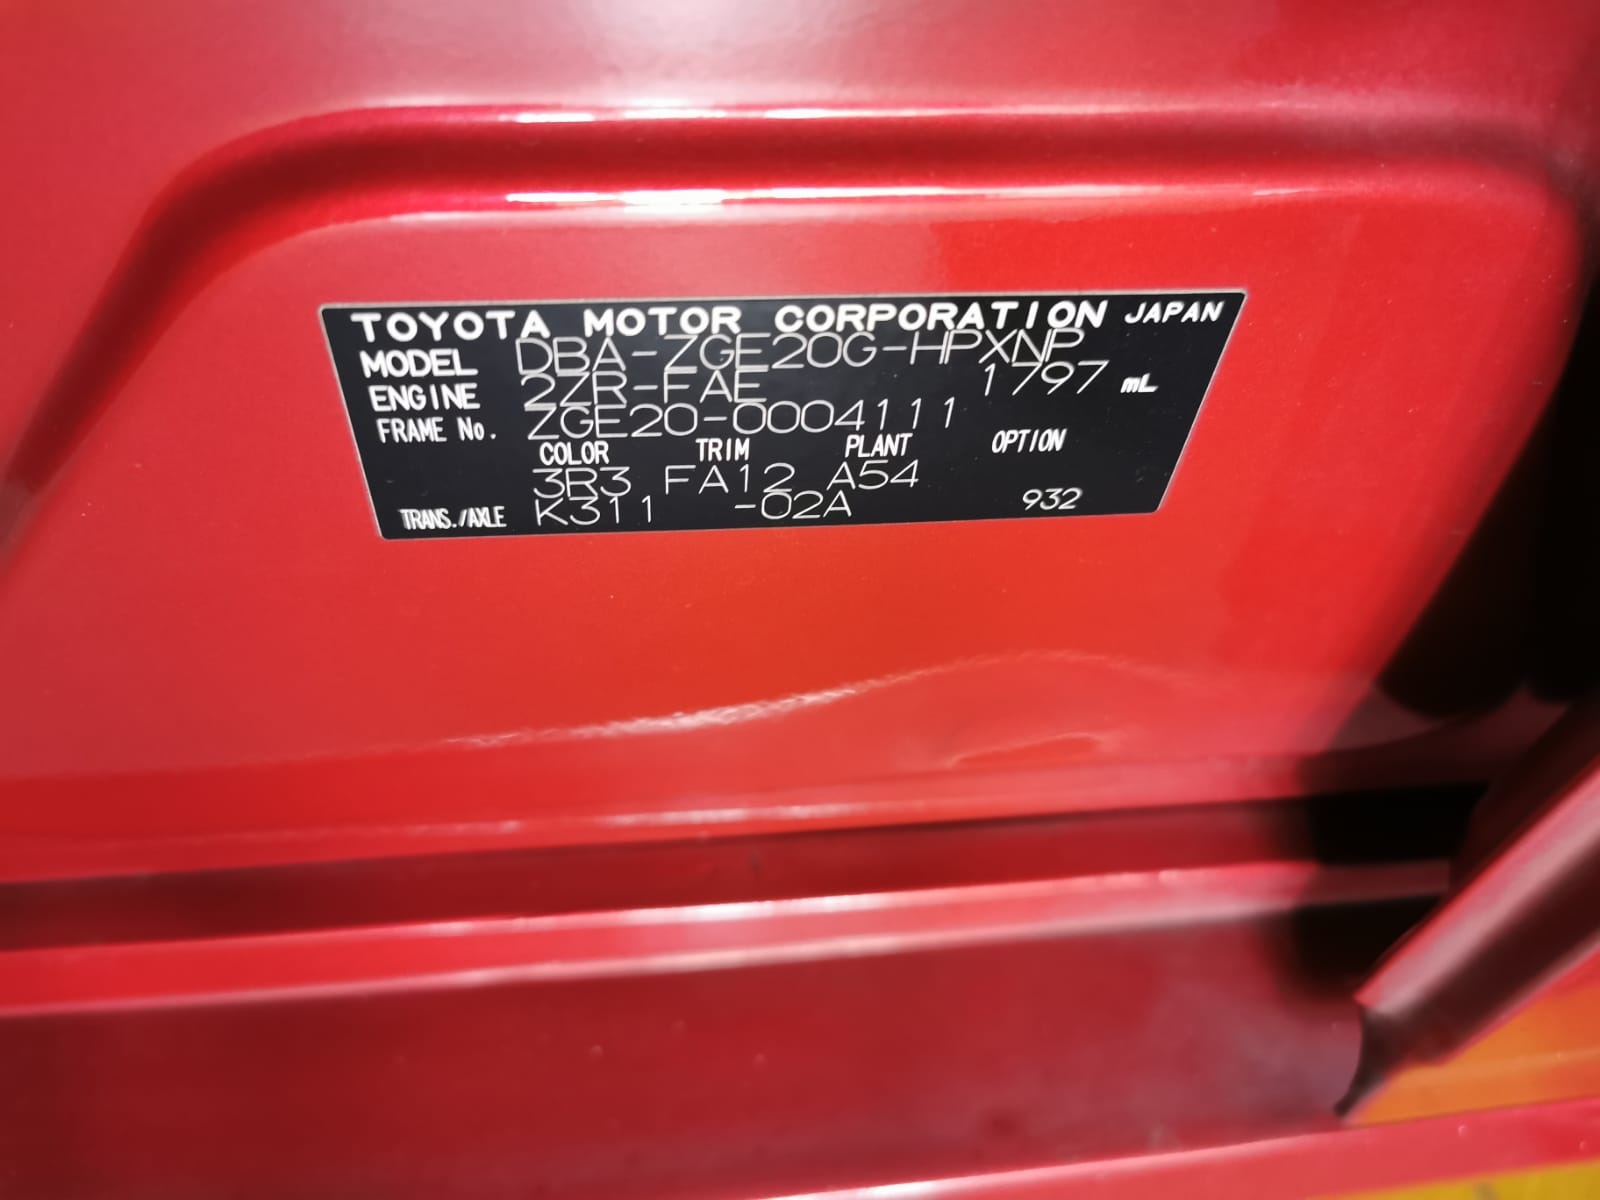 TOYOTA MOTOR CORPORATION JAPAN
MODEL DBA-ZGE20G-HPXNP
ENGINE 2ZR-FAE 1797 mL
FRAME No. ZGE20-0004111
COLOR TRIM PLANT OPTION
3R3 FA12 A54
TRANS./AXLE K311 -02A 932